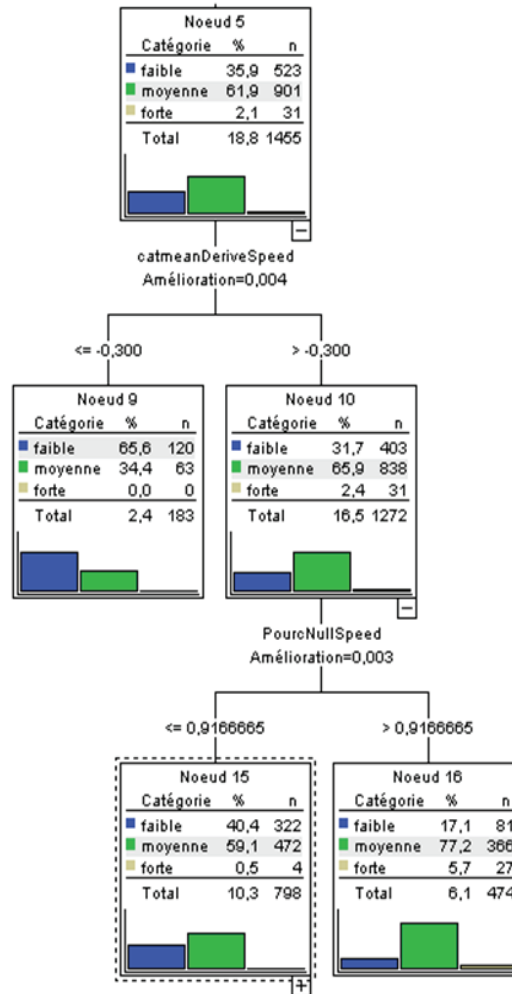 Noeud 5
Catégorie % n
faible 35,9 523
moyenne 61,9 901
forte 2,1 31
Total 18,8 1455
catmeanDeriveSpeed
Amélioration=0,004
<= -0,300 > -0,300
Noeud 9 Noeud 10
Catégorie % n Catégorie % n
faible 65,6 120 faible 31,7 403
moyenne 34,4 63 moyenne 65,9 838
forte 0,0 0 forte 2,4 31
Total 2,4 183 Total 16,5 1272
PourcNullSpeed
Amélioration=0,003
<= 0,9166665 > 0,9166665
Noeud 15 Noeud 16
Catégorie % n Catégorie % n
faible 40,4 322 faible 17,1 81
moyenne 59,1 472 moyenne 77,2 366
forte 0,5 4 forte 5,7 27
Total 10,3 798 Total 6,1 474